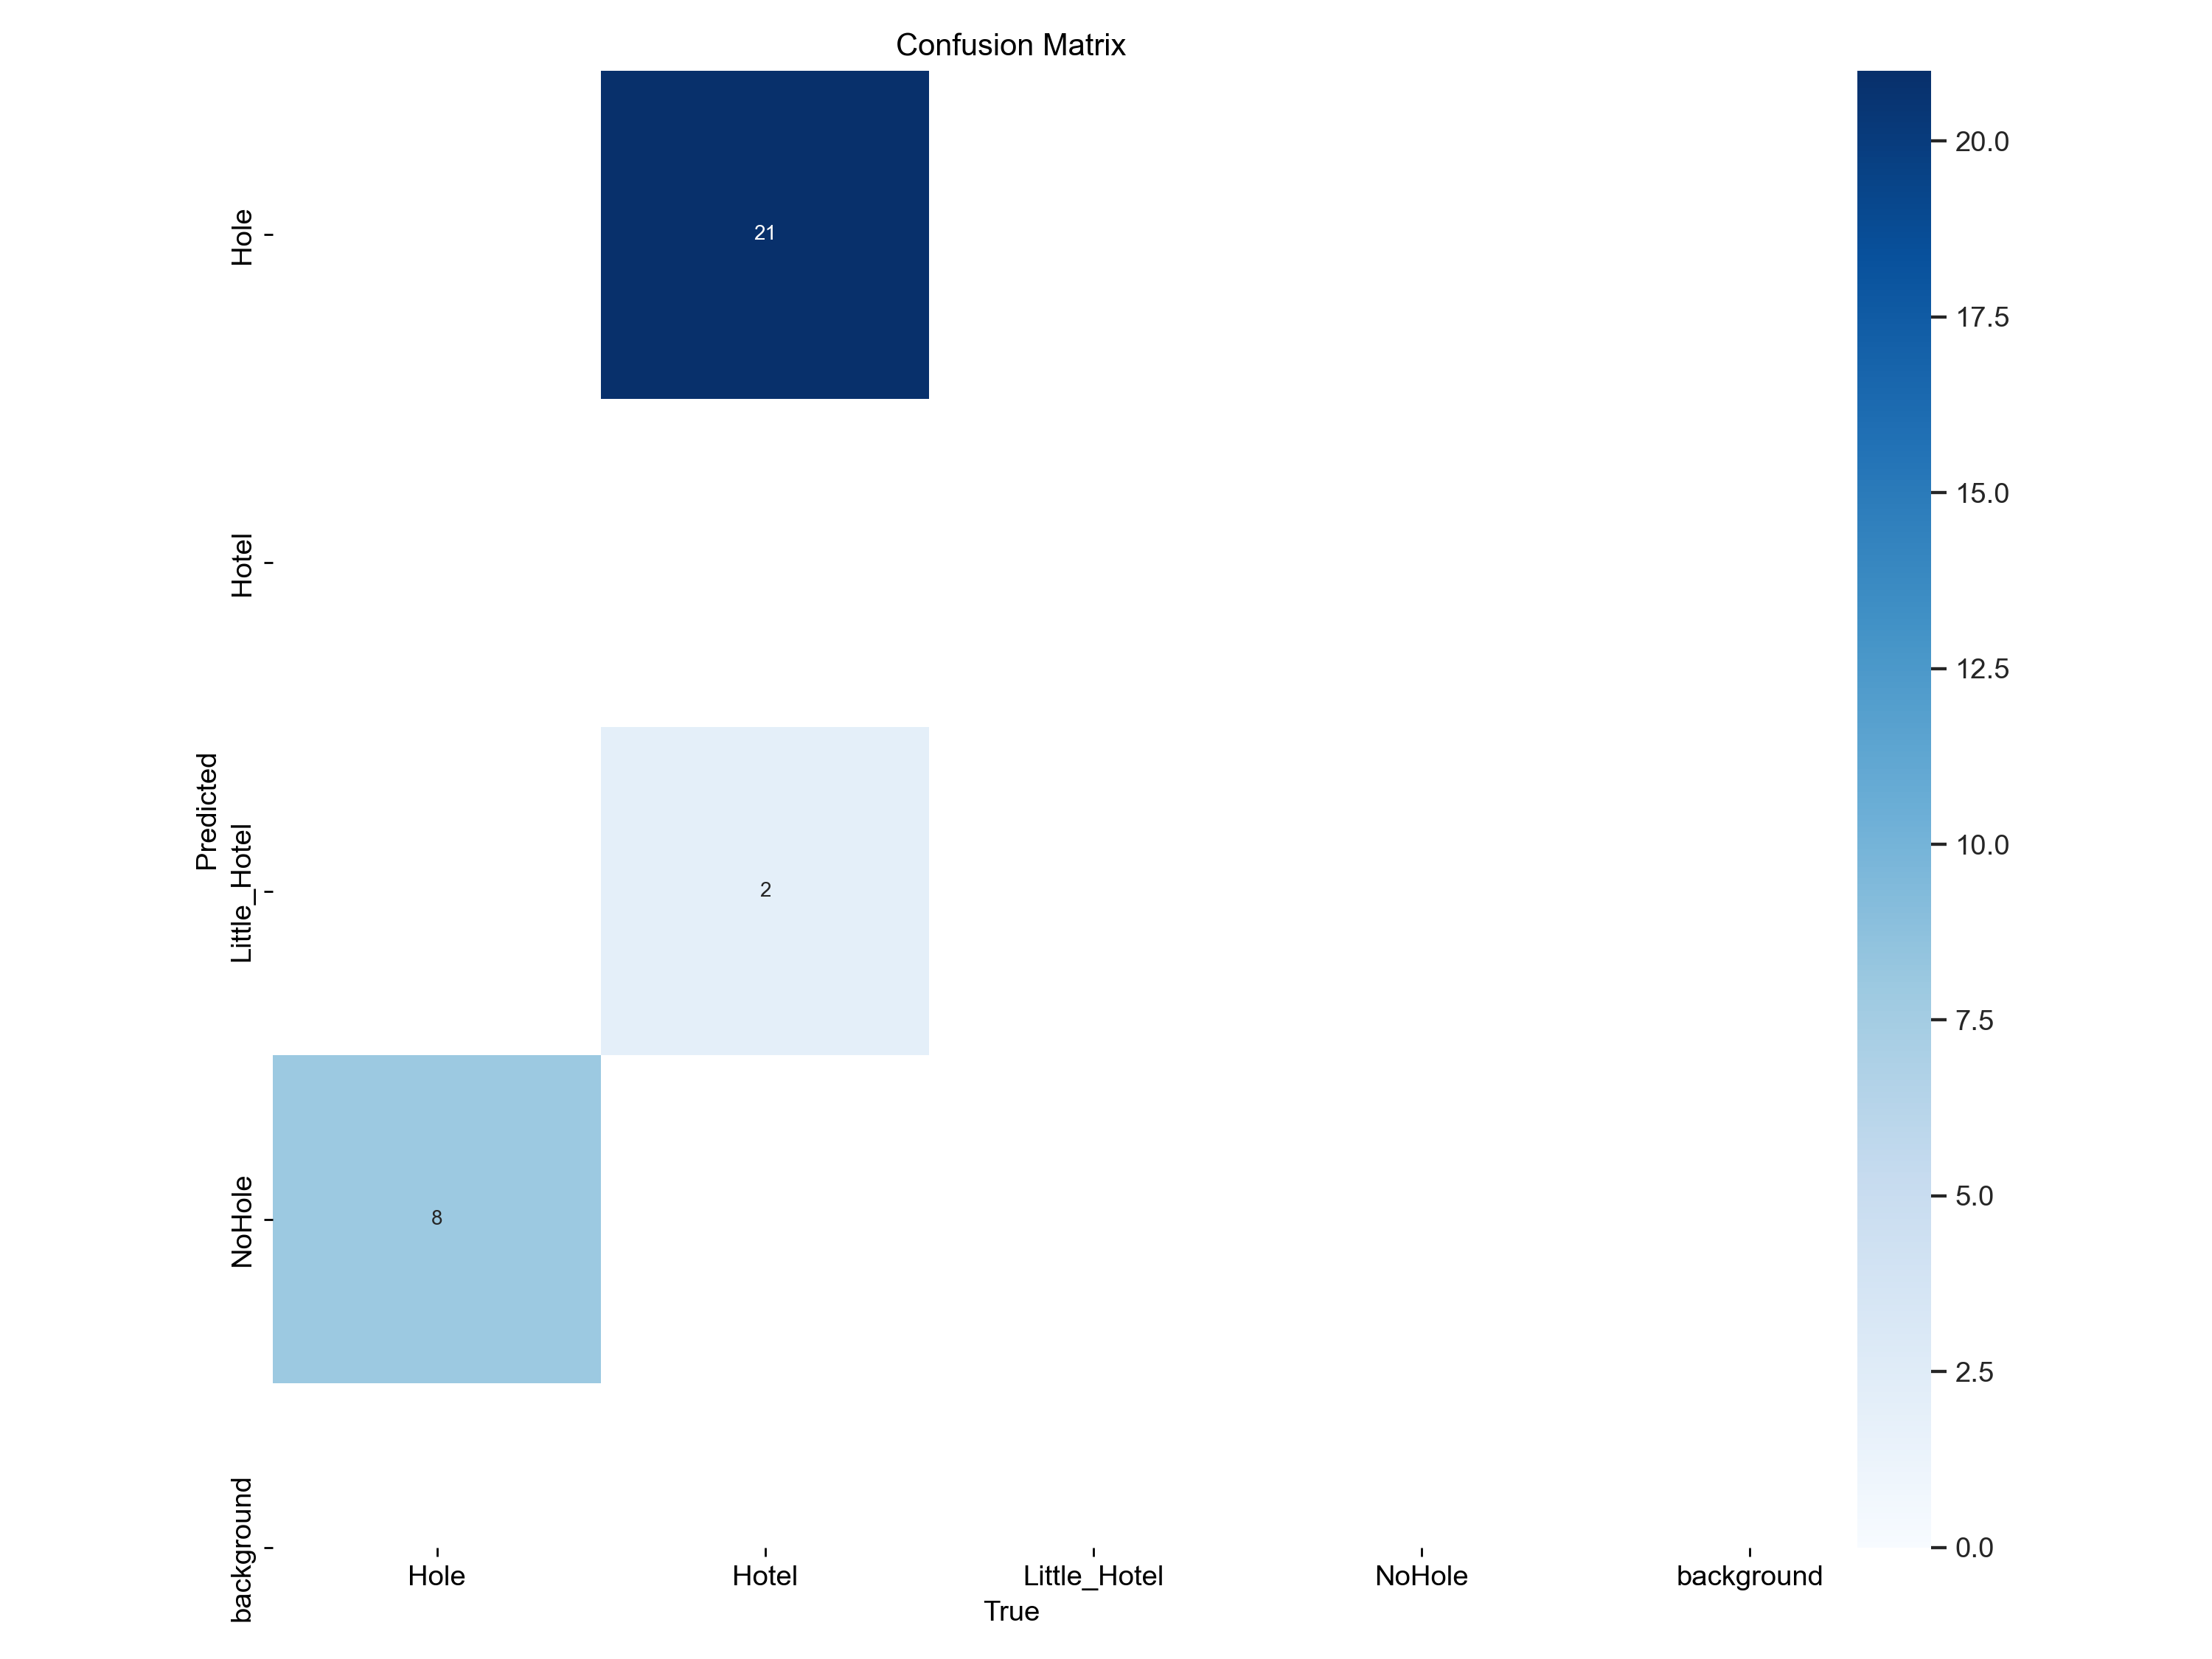 Confusion Matrix
Hole
Hotel
Little_Hotel
NoHole
background
Predicted
21
2
8
Hole
Hotel
Little_Hotel
NoHole
background
True
20.0
17.5
15.0
12.5
10.0
7.5
5.0
2.5
0.0